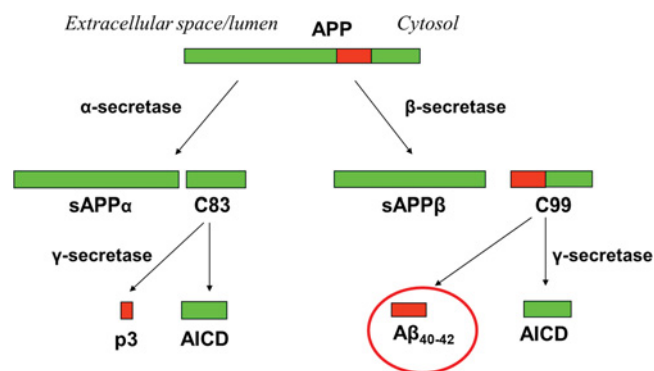 Extracellular space/lumen APP Cytosol
α-secretase β-secretase
sAPPα C83 sAPPβ C99
γ-secretase γ-secretase
p3 AICD Aβ40-42 AICD